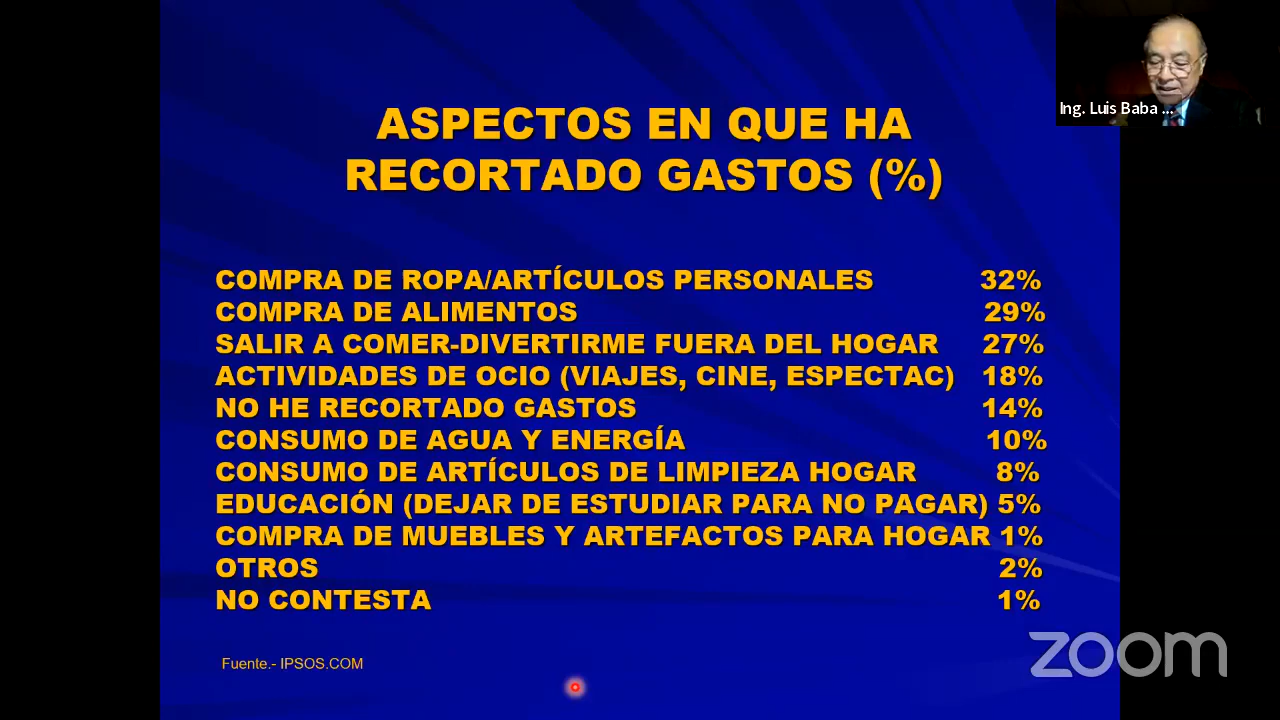 ASPECTOS EN QUE HA
RECORTADO GASTOS (%)
Ing. Luis Baba ...
COMPRA DE ROPA/ARTÍCULOS PERSONALES 32%
COMPRA DE ALIMENTOS 29%
SALIR A COMER-DIVERTIRME FUERA DEL HOGAR 27%
ACTIVIDADES DE OCIO (VIAJES, CINE, ESPECTAC) 18%
NO HE RECORTADO GASTOS 14%
CONSUMO DE AGUA Y ENERGÍA 10%
CONSUMO DE ARTÍCULOS DE LIMPIEZA HOGAR 8%
EDUCACIÓN (DEJAR DE ESTUDIAR PARA NO PAGAR) 5%
COMPRA DE MUEBLES Y ARTEFACTOS PARA HOGAR 1%
OTROS 2%
NO CONTESTA 1%
Fuente.- IPSOS.COM
zoom